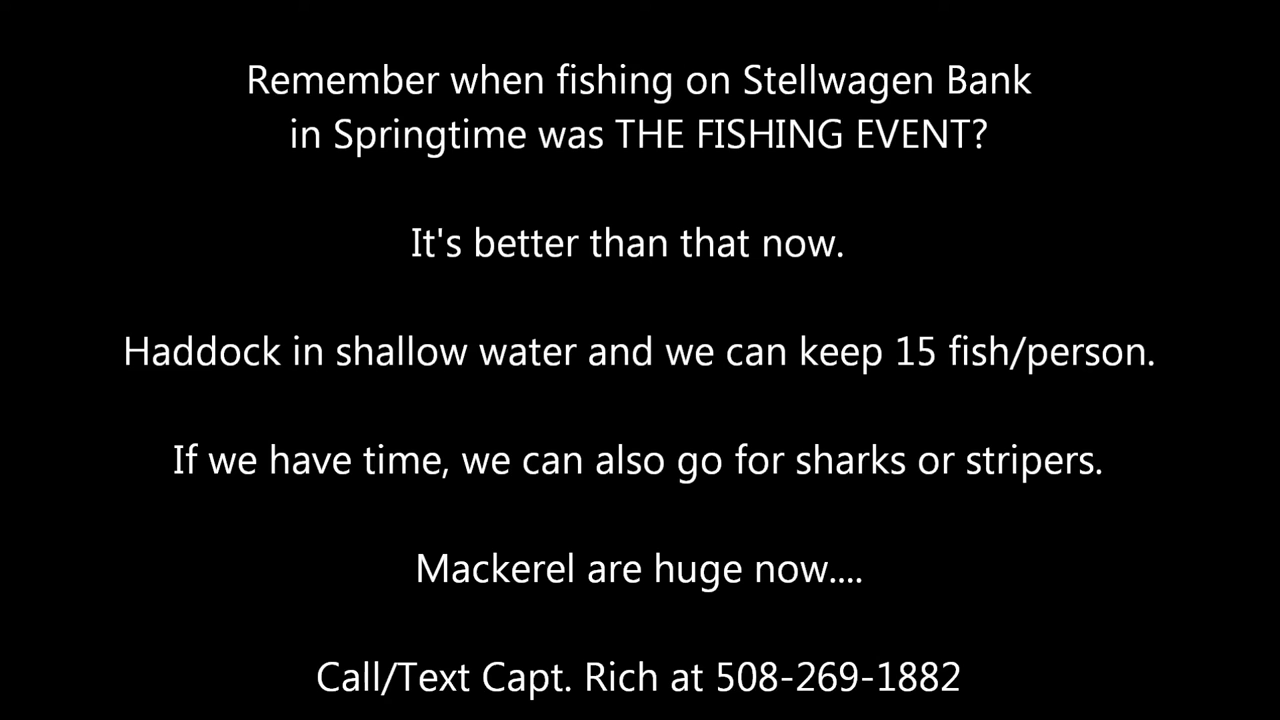 Remember when fishing on Stellwagen Bank
in Springtime was THE FISHING EVENT?
It's better than that now.
Haddock in shallow water and we can keep 15 fish/person.
If we have time, we can also go for sharks or stripers.
Mackerel are huge now....
Call/Text Capt. Rich at 508-269-1882